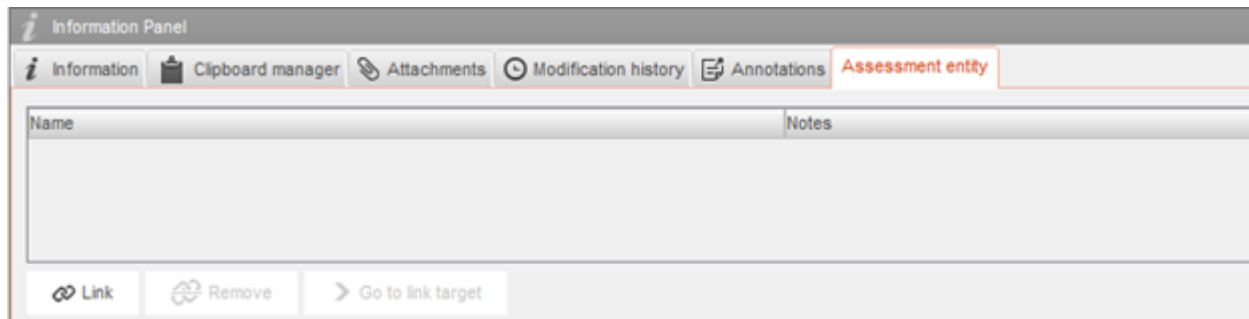 Information Panel
Information Clipboard manager Attachments Modification history Annotations Assessment entity
Name Notes
Link Remove Go to link target